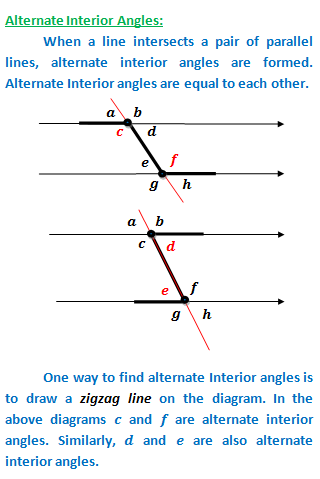 Alternate Interior Angles:
When a line intersects a pair of parallel
lines, alternate interior angles are formed.
Alternate Interior angles are equal to each other.
a b
c d
e f
g h
a b
c d
e f
g h
One way to find alternate Interior angles is
to draw a zigzag line on the diagram. In the
above diagrams c and f are alternate interior
angles. Similarly, d and e are also alternate
interior angles.